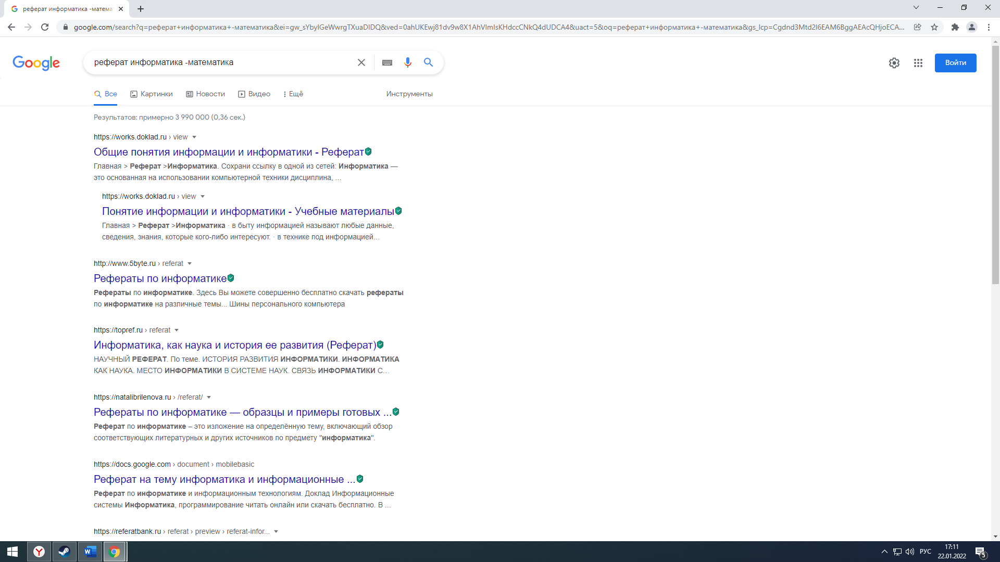 реферат информатика -матема
google.com/search?q=реферат+информатика+-математика&ei=gw_sYbyIGeWwrgTXuaDIDQ&ved=0ahUKEwj81dv9w8X1AhVlmIsKHdccCNkQ4dUDCA4&uact=5&oq=реферат+информатика+-математика&gs_lcp=Cgdnd3Mtd2l6EAM6BggAEAcQHjoECA...
Google
реферат информатика -математика
Войти
Все Картинки Новости Видео Ещё Инструменты
Результатов: примерно 3 990 000 (0,36 сек.)
https://works.doklad.ru › view
Общие понятия информации и информатики - Реферат
Главная > Реферат >Информатика. Сохрани ссылку в одной из сетей: Информатика —
это основанная на использовании компьютерной техники дисциплина, ...
https://works.doklad.ru › view
Понятие информации и информатики - Учебные материалы
Главная > Реферат >Информатика · в быту информацией называют любые данные,
сведения, знания, которые кого-либо интересуют. · в технике под информацией…
http://www.5byte.ru › referat
Рефераты по информатике
Рефераты по информатике. Здесь Вы можете совершенно бесплатно скачать рефераты
по информатике на различные темы... Шины персонального компьютера
https://topref.ru › referat
Информатика, как наука и история ее развития (Реферат)
НАУЧНЫЙ РЕФЕРАТ. По теме. ИСТОРИЯ РАЗВИТИЯ ИНФОРМАТИКИ. ИНФОРМАТИКА
КАК НАУКА. МЕСТО ИНФОРМАТИКИ В СИСТЕМЕ НАУК. СВЯЗЬ ИНФОРМАТИКИ С…
https://natalibrilenova.ru › /referat/
Рефераты по информатике — образцы и примеры готовых ...
Реферат по информатике – это изложение на определённую тему, включающий обзор
соответствующих литературных и других источников по предмету "информатика".
https://docs.google.com › document › mobilebasic
Реферат на тему информатика и информационные ...
Реферат по информатике и информационным технологиям. Доклад Информационные
системы Информатика, программирование читать онлайн или скачать бесплатно. В ...
https://referatbank.ru › referat › preview › referat-infor...
РУС
17:11
22.01.2022
5